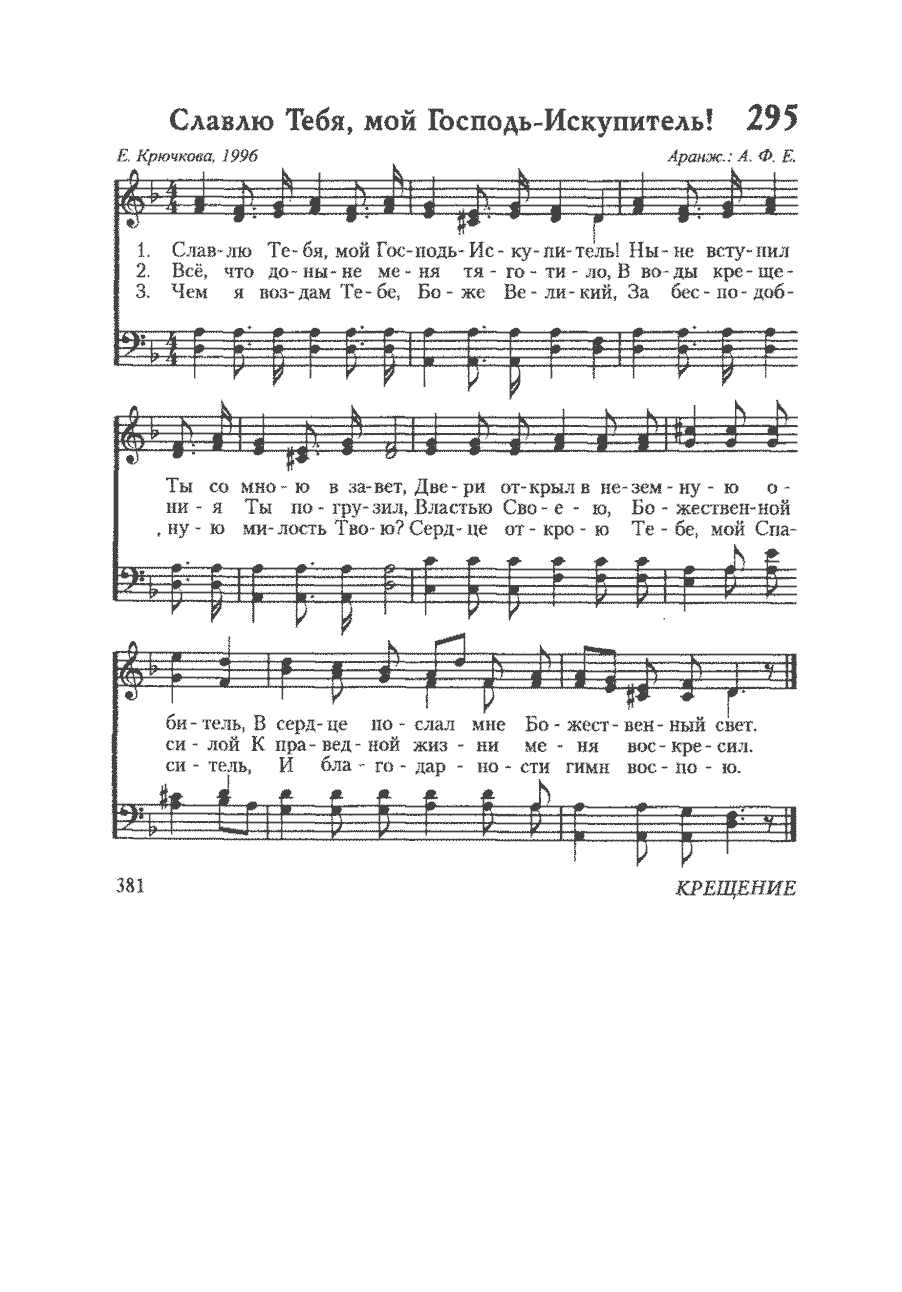 Славлю Тебя, мой Господь-Искупитель! 295
Е. Крючкова, 1996 Аранж.: А. Ф. Е.
1. Слав-лю Те-бя, мой Гос-подь-Ис-ку-пи-тель! Ны-не всту-пил
2. Всё, что до-ны-не ме-ня тя-го-ти-ло, В во-ды кре-ще-
3. Чем я воз-дам Те-бе, Бо-же Ве-ли-кий, За бес-по-доб-
Ты со мно-ю в за-вет, Две-ри от-крыл в не-зем-ну-ю о-
ни-я Ты по-гру-зил, Властью Сво-е-ю, Бо-жествен-ной
ну-ю ми-лость Тво-ю? Серд-це от-кро-ю Те-бе, мой Спа-
би-тель, В серд-це по-слал мне Бо-жест-вен-ный свет.
си-лой К пра-вед-ной жиз-ни ме-ня вос-кре-сил.
си-тель, И бла-го-дар-но-сти гимн вос-по-ю.
381 КРЕЩЕНИЕ